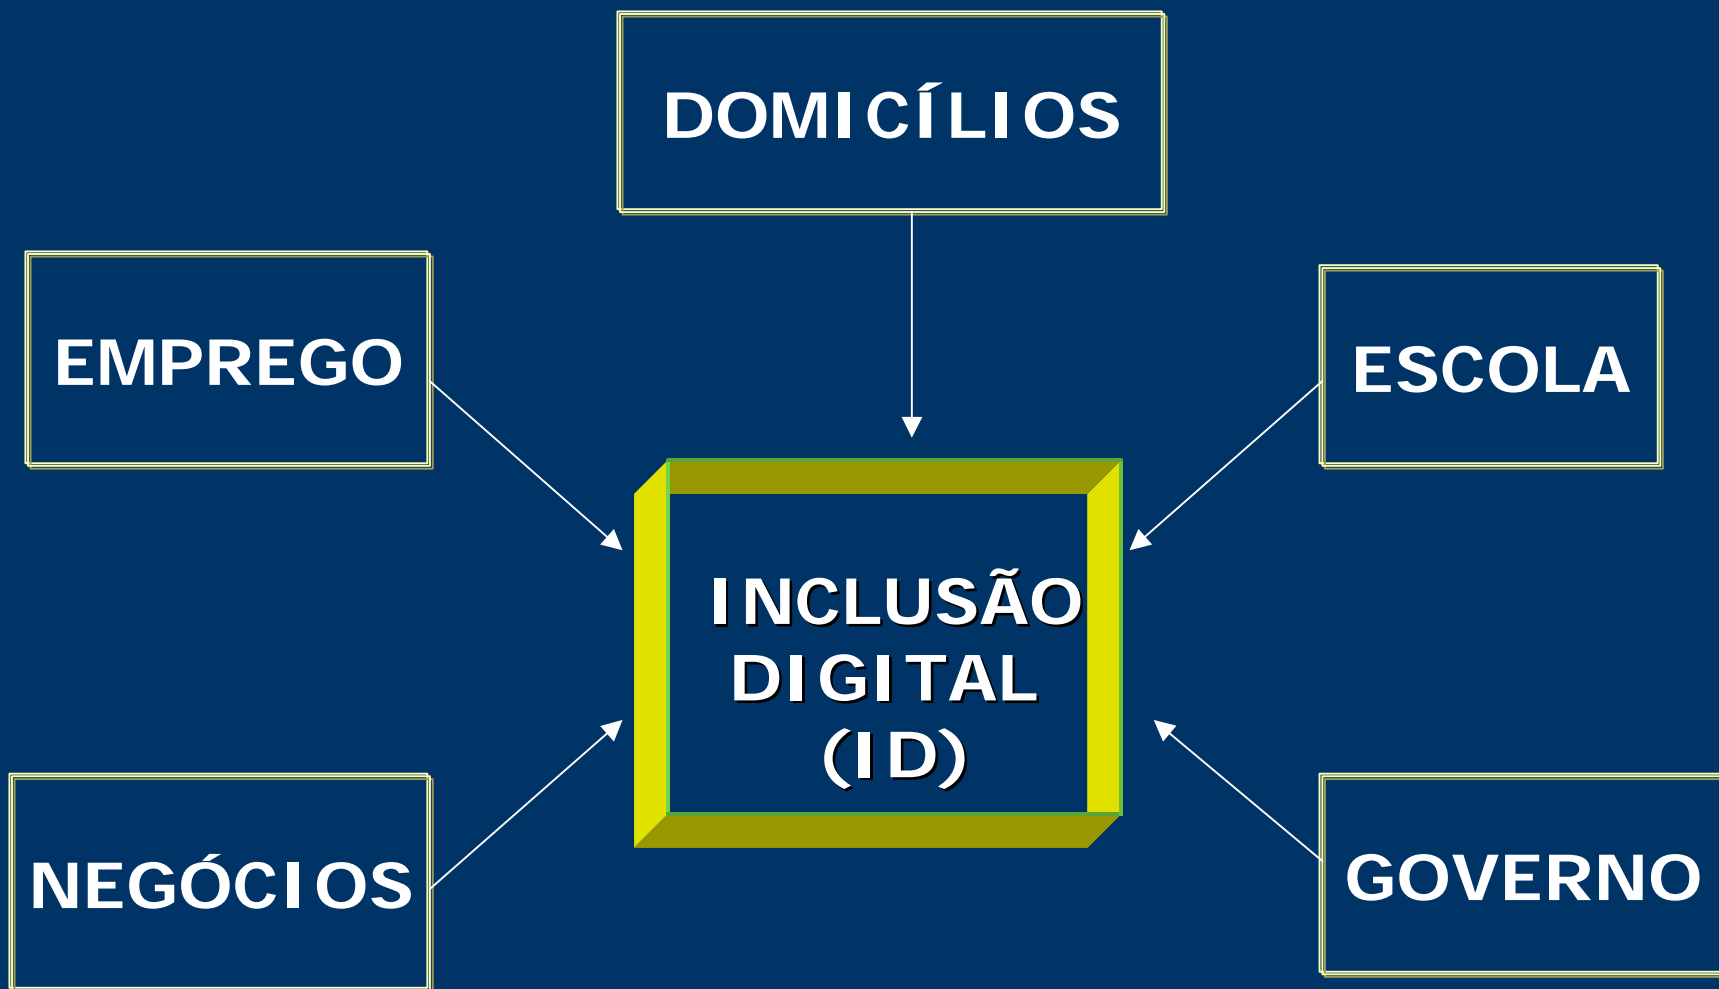 DOMICÍLIOS
EMPREGO
ESCOLA
INCLUSÃO
DIGITAL
(ID)
NEGÓCIOS
GOVERNO